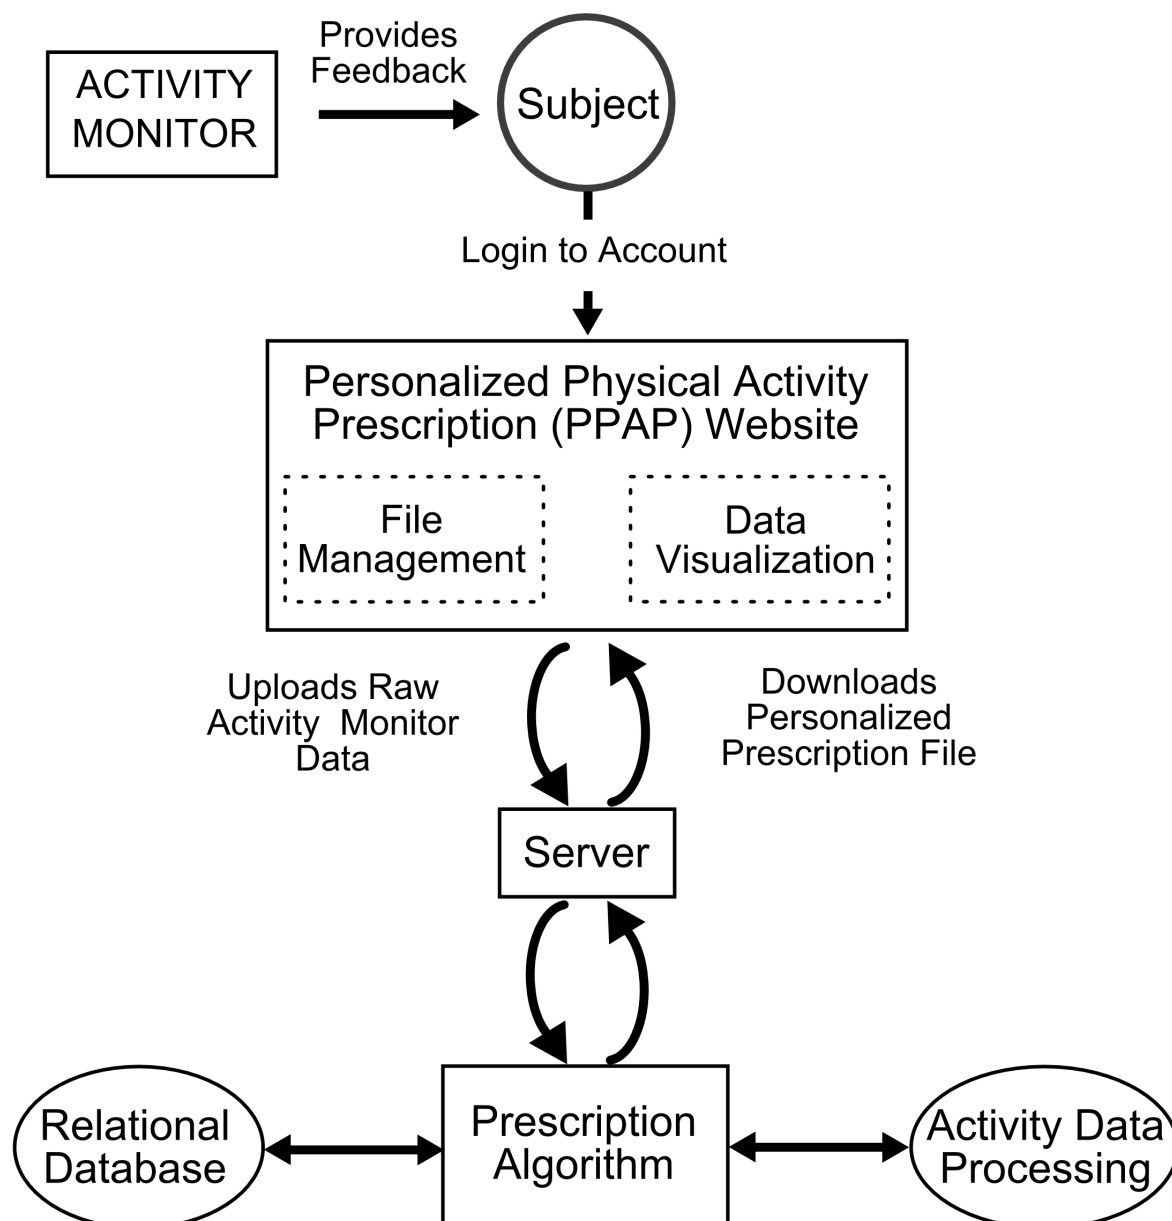 ACTIVITY
MONITOR
Provides
Feedback
Subject
Login to Account
Personalized Physical Activity
Prescription (PPAP) Website
File
Management
Data
Visualization
Uploads Raw
Activity Monitor
Data
Downloads
Personalized
Prescription File
Server
Relational
Database
Prescription
Algorithm
Activity Data
Processing